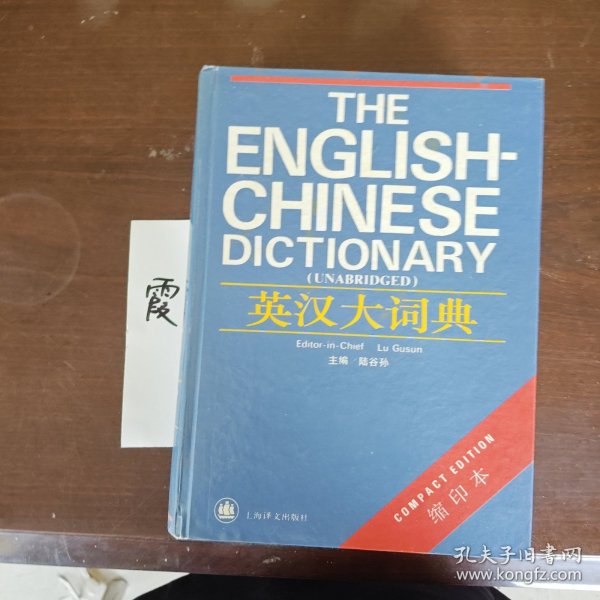 THE
ENGLISH-
CHINESE
DICTIONARY
(UNABRIDGED)
英汉大词典
Editor-in-Chief Lu Gusun
主编 陆谷孙
COMPACT EDITION
缩印本
上海译文出版社
霞
孔夫子旧书网
www.kongfz.com